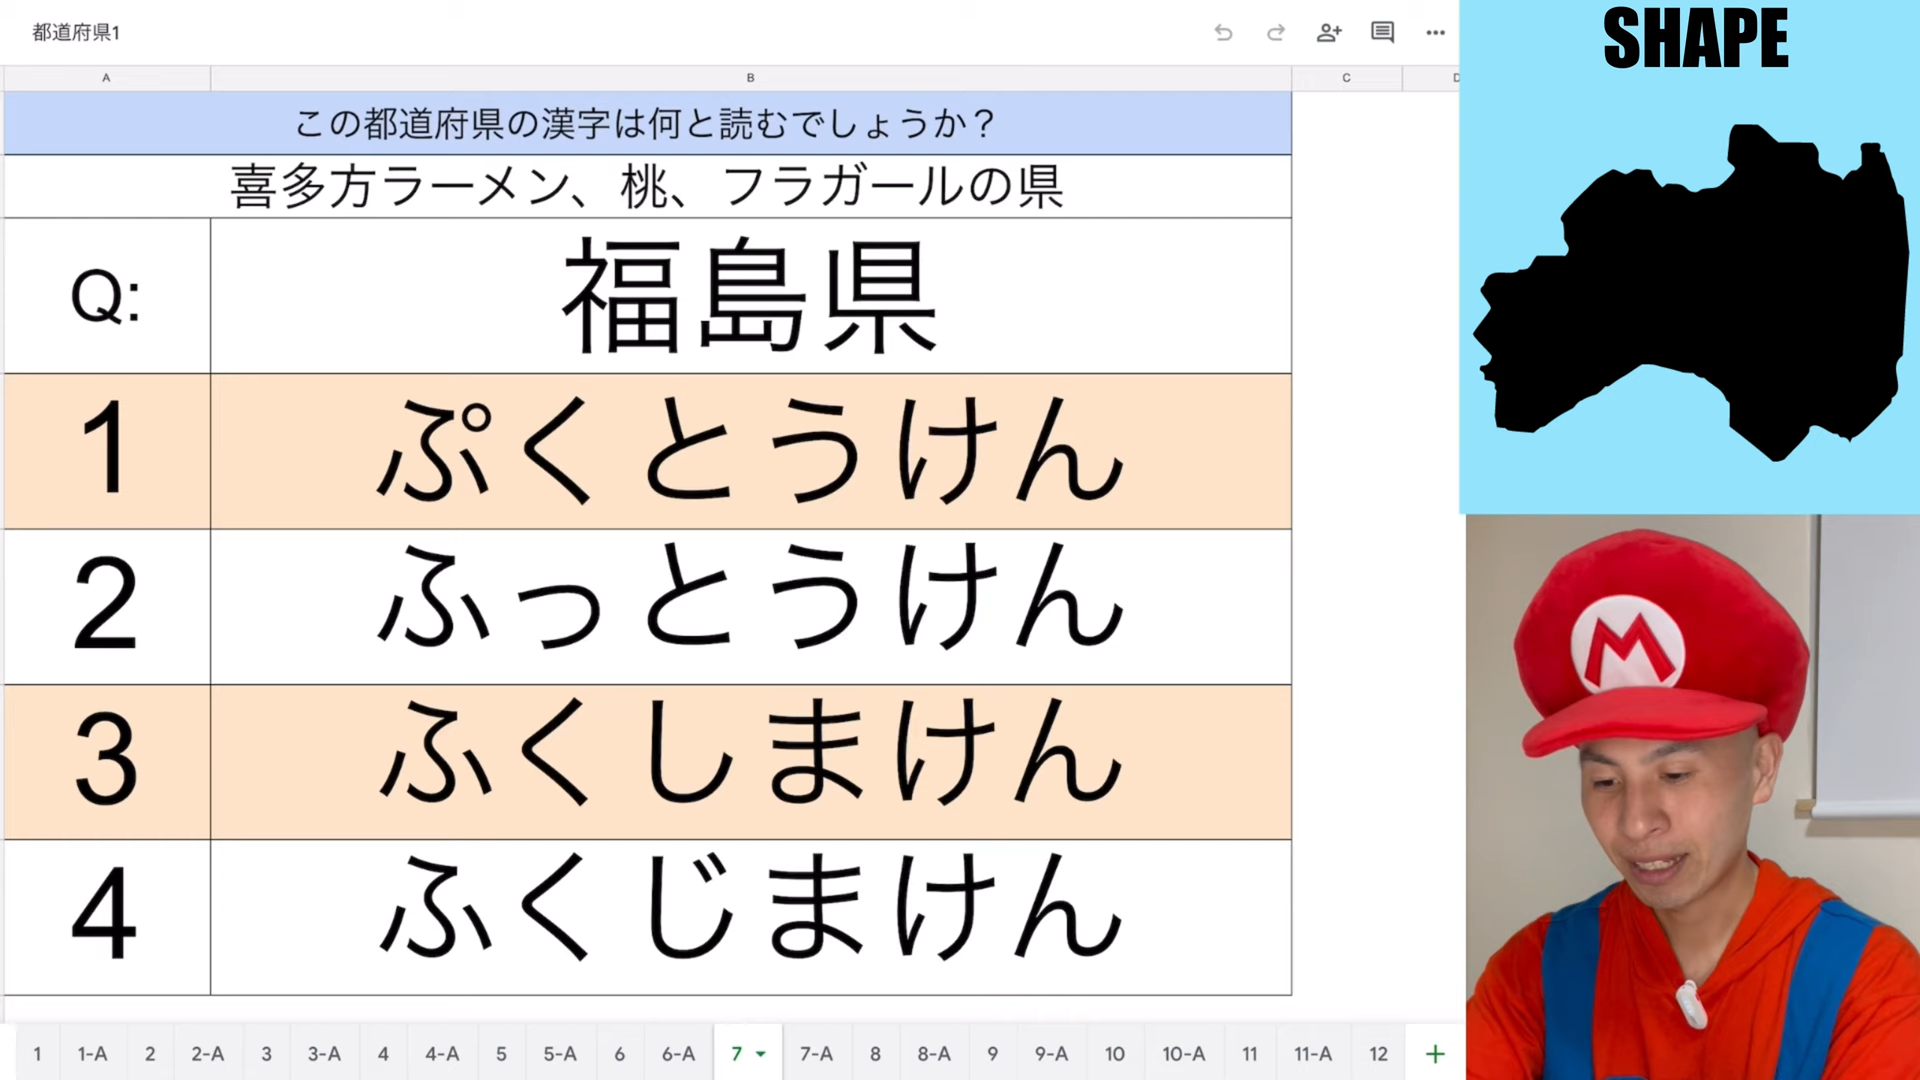 都道府県1
A B C D
この都道府県の漢字は何と読むでしょうか？
喜多方ラーメン、桃、フラガールの県
Q: 福島県
1 ぷくとうけん
2 ふっとうけん
3 ふくしまけん
4 ふくじまけん
1 1-A 2 2-A 3 3-A 4 4-A 5 5-A 6 6-A 7 7-A 8 8-A 9 9-A 10 10-A 11 11-A 12 +
SHAPE
M